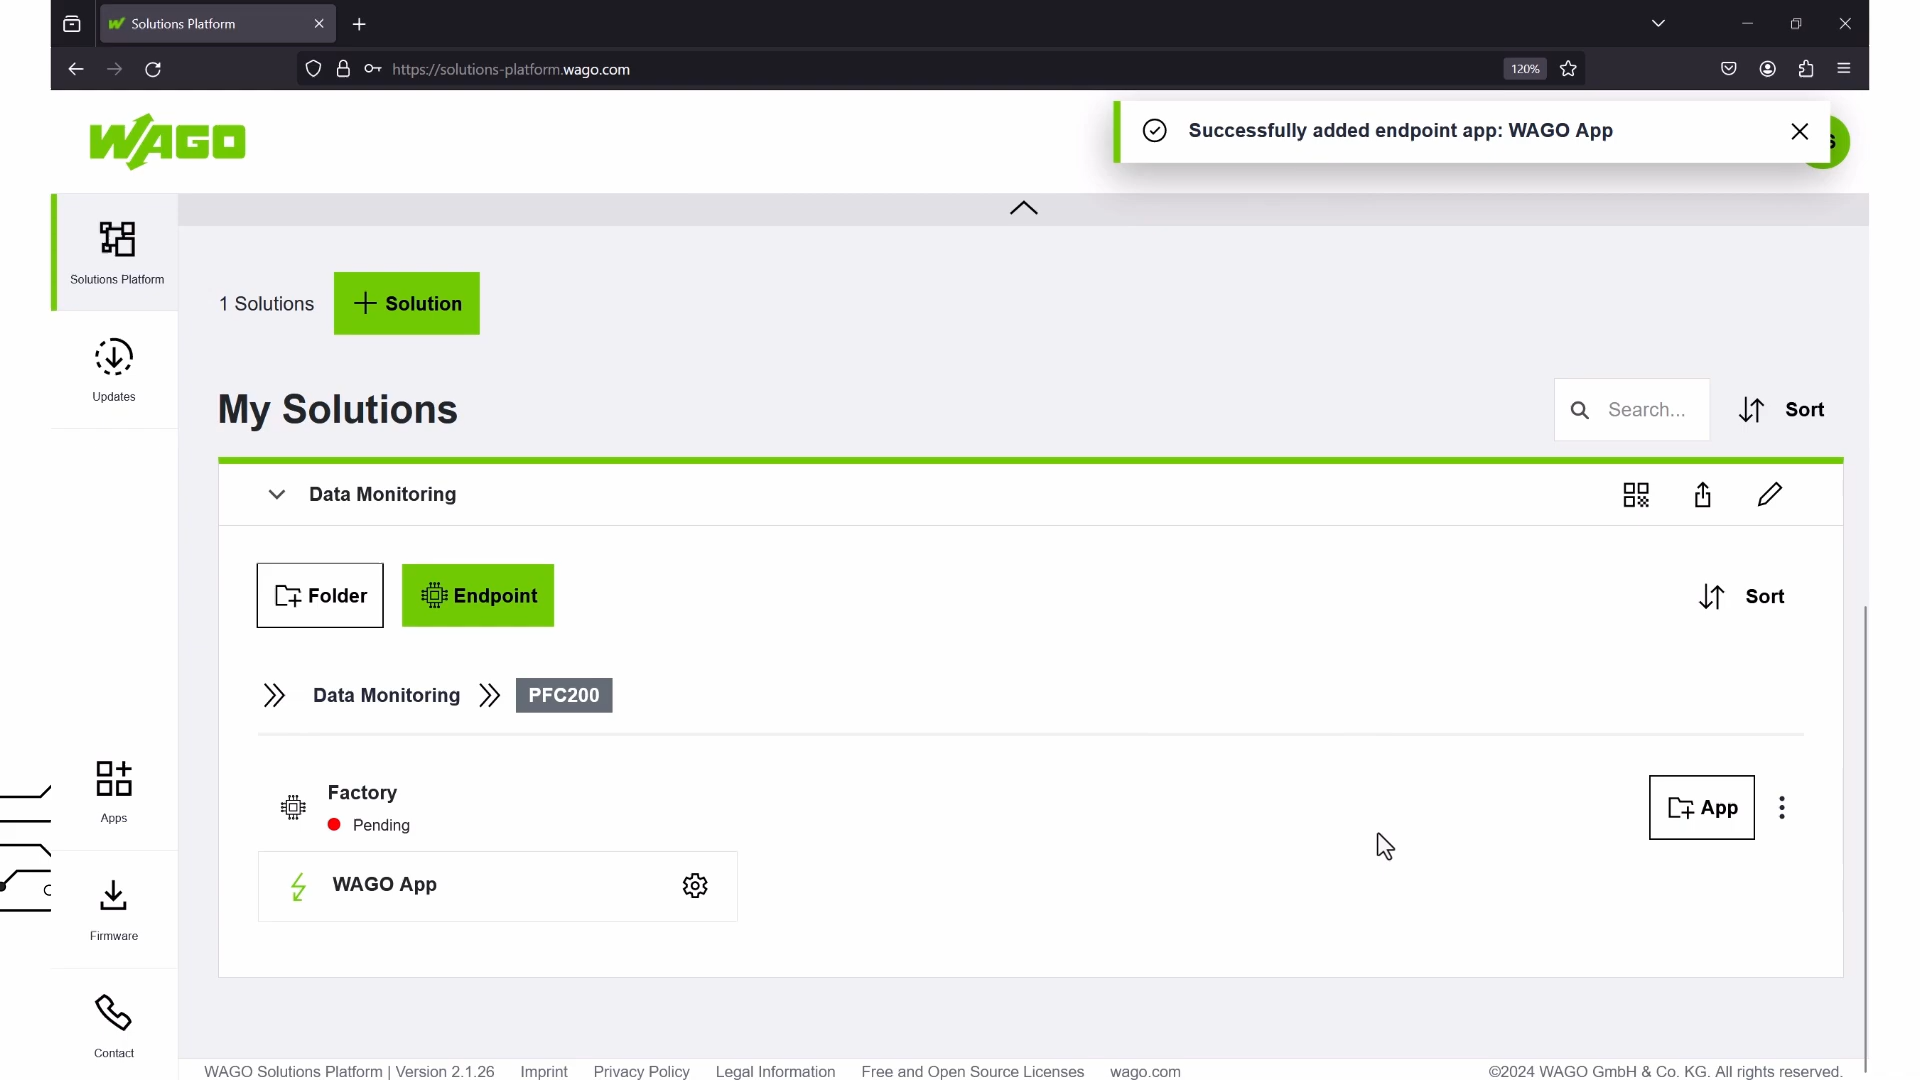 Solutions Platform
https://solutions-platform.wago.com
120%
WAGO
Successfully added endpoint app: WAGO App
Solutions Platform
1 Solutions
Solution
Updates
My Solutions
Search...
Sort
Data Monitoring
Folder
Endpoint
Sort
Data Monitoring
PFC200
Factory
Pending
App
Apps
WAGO App
Firmware
Contact
WAGO Solutions Platform | Version 2.1.26
Imprint
Privacy Policy
Legal Information
Free and Open Source Licenses
wago.com
©2024 WAGO GmbH & Co. KG. All rights reserved.